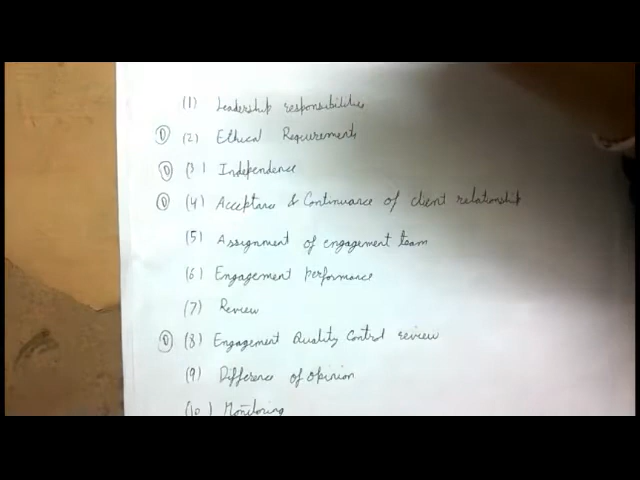 (1) Leadership responsibilities
D (2) Ethical Requirements
D (3) Independence
D (4) Acceptance & Continuance of client relationship
(5) Assignment of engagement team
(6) Engagement performance
(7) Review
D (8) Engagement Quality Control review
(9) Difference of opinion
(10) Monitoring